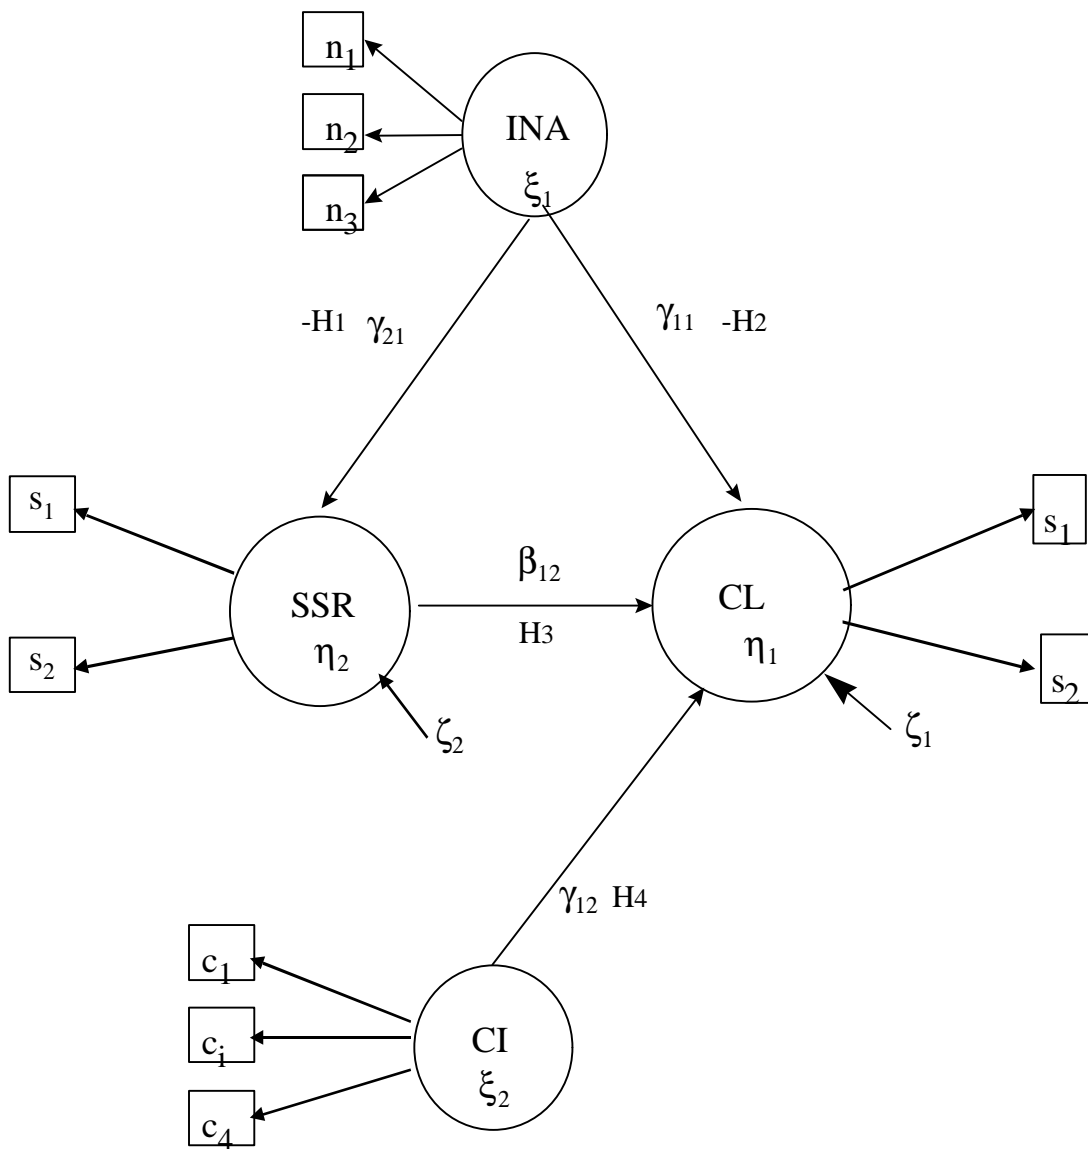 n₁
INA
n₂
ξ₁
n₃
-H1 γ₂₁
γ₁₁ -H2
s₁
s₁
β₁₂
SSR
CL
H3
η₂
η₁
s₂
s₂
ζ₂
ζ₁
γ₁₂ H4
c₁
cᵢ
CI
ξ₂
c₄